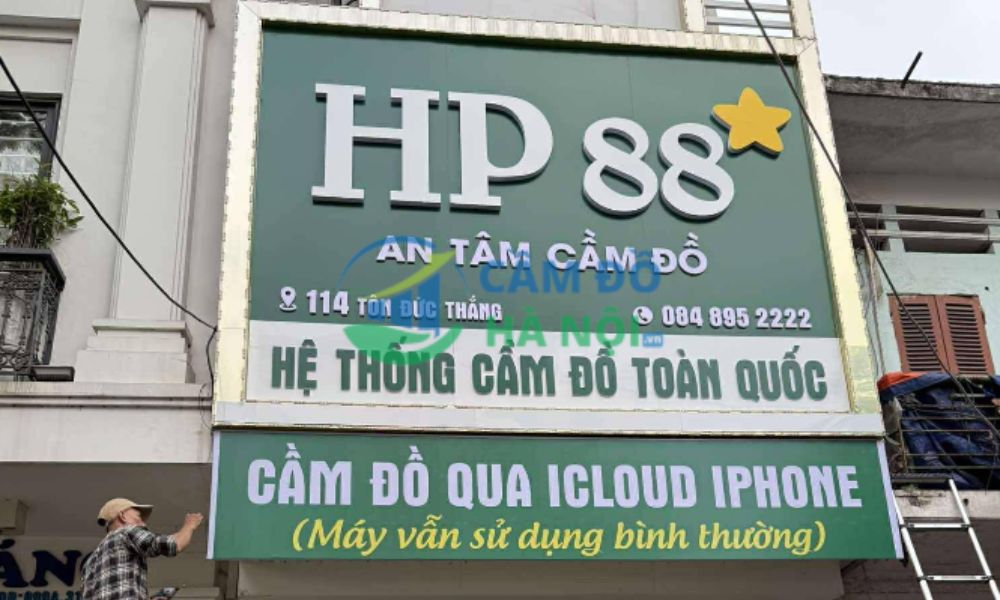 HP 88
AN TÂM CẦM ĐỒ
114 TÔN ĐỨC THẮNG
084 895 2222
CẦM ĐỒ
HÀ NỘI
.vn
HỆ THỐNG CẦM ĐỒ TOÀN QUỐC
CẦM ĐỒ QUA ICLOUD IPHONE
(Máy vẫn sử dụng bình thường)